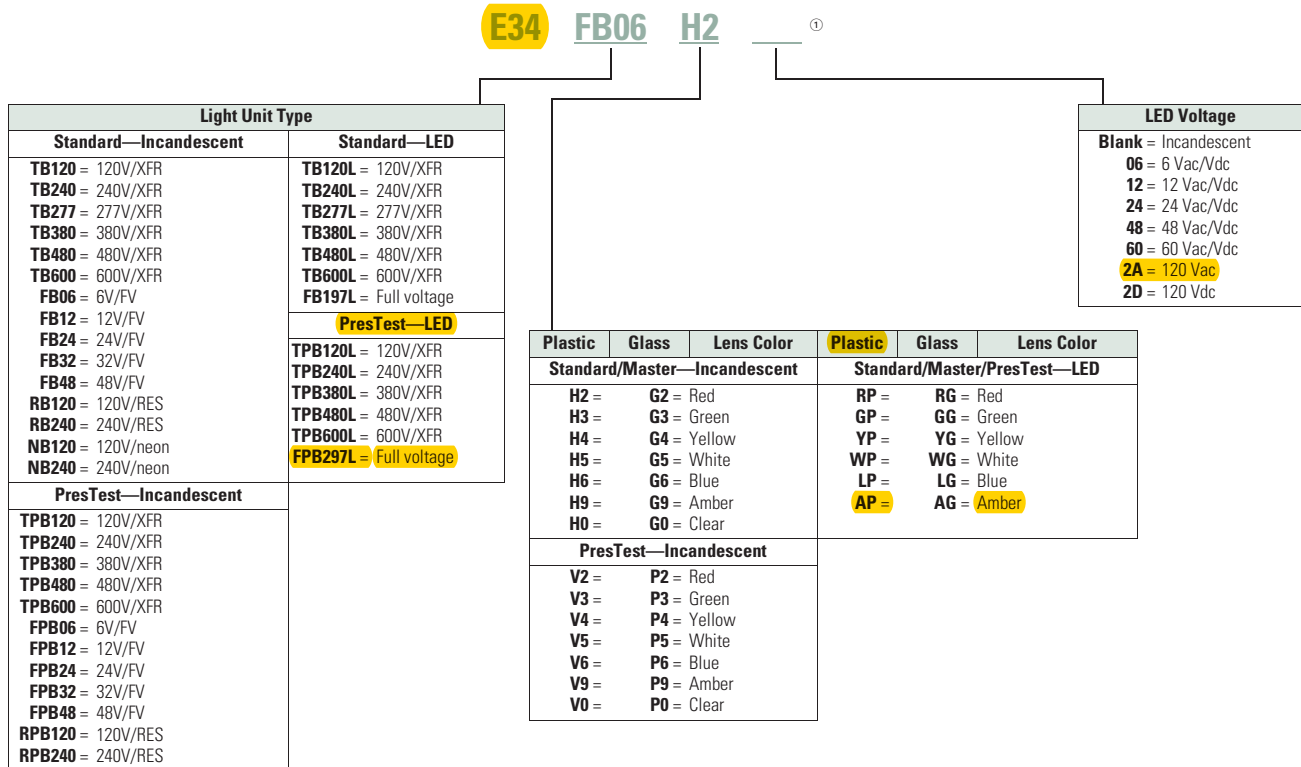 E34 FB06 H2 ___ ①
Light Unit Type
Standard—Incandescent
TB120 = 120V/XFR
TB240 = 240V/XFR
TB277 = 277V/XFR
TB380 = 380V/XFR
TB480 = 480V/XFR
TB600 = 600V/XFR
FB06 = 6V/FV
FB12 = 12V/FV
FB24 = 24V/FV
FB32 = 32V/FV
FB48 = 48V/FV
RB120 = 120V/RES
RB240 = 240V/RES
NB120 = 120V/neon
NB240 = 240V/neon
PresTest—Incandescent
TPB120 = 120V/XFR
TPB240 = 240V/XFR
TPB380 = 380V/XFR
TPB480 = 480V/XFR
TPB600 = 600V/XFR
FPB06 = 6V/FV
FPB12 = 12V/FV
FPB24 = 24V/FV
FPB32 = 32V/FV
FPB48 = 48V/FV
RPB120 = 120V/RES
RPB240 = 240V/RES
Standard—LED
TB120L = 120V/XFR
TB240L = 240V/XFR
TB277L = 277V/XFR
TB380L = 380V/XFR
TB480L = 480V/XFR
TB600L = 600V/XFR
FB197L = Full voltage
PresTest—LED
TPB120L = 120V/XFR
TPB240L = 240V/XFR
TPB380L = 380V/XFR
TPB480L = 480V/XFR
TPB600L = 600V/XFR
FPB297L = Full voltage
Plastic Glass Lens Color
Standard/Master—Incandescent
H2 = G2 = Red
H3 = G3 = Green
H4 = G4 = Yellow
H5 = G5 = White
H6 = G6 = Blue
H9 = G9 = Amber
H0 = G0 = Clear
PresTest—Incandescent
V2 = P2 = Red
V3 = P3 = Green
V4 = P4 = Yellow
V5 = P5 = White
V6 = P6 = Blue
V9 = P9 = Amber
V0 = P0 = Clear
Plastic Glass Lens Color
Standard/Master/PresTest—LED
RP = RG = Red
GP = GG = Green
YP = YG = Yellow
WP = WG = White
LP = LG = Blue
AP = AG = Amber
LED Voltage
Blank = Incandescent
06 = 6 Vac/Vdc
12 = 12 Vac/Vdc
24 = 24 Vac/Vdc
48 = 48 Vac/Vdc
60 = 60 Vac/Vdc
2A = 120 Vac
2D = 120 Vdc